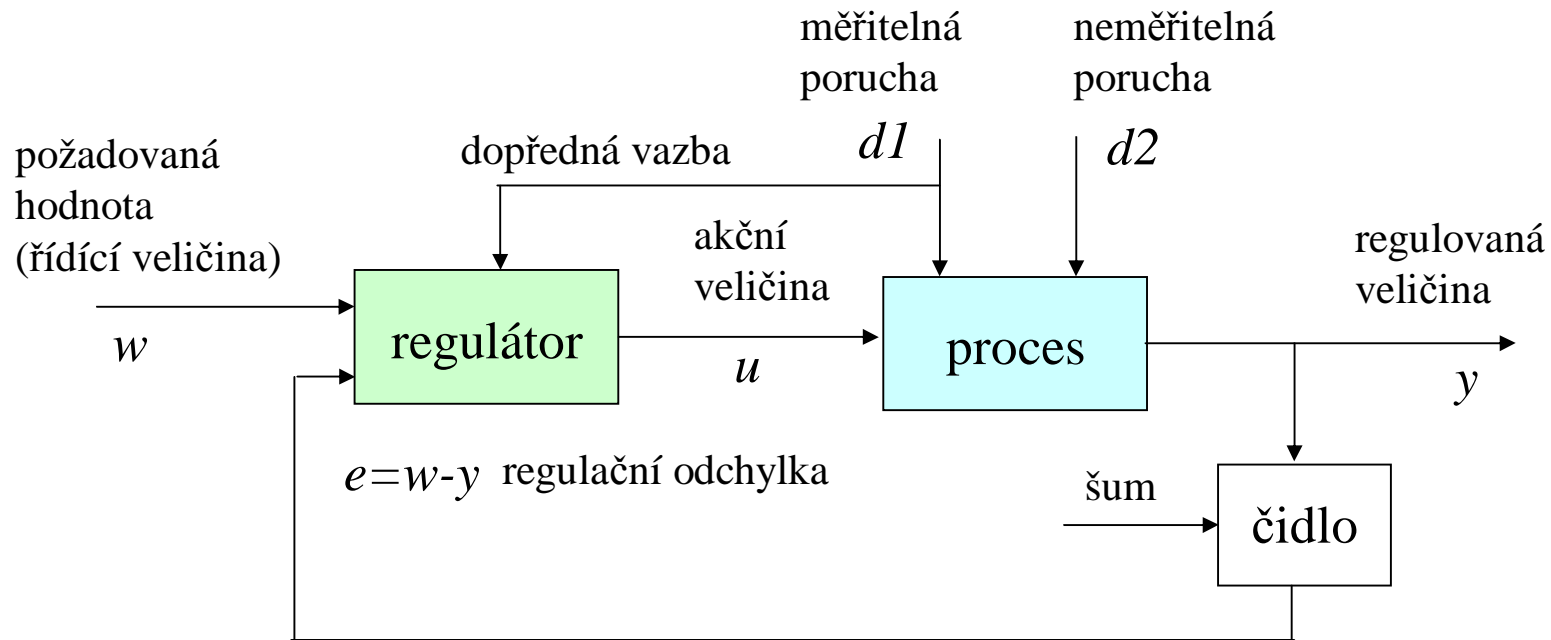 měřitelná
porucha
d1
neměřitelná
porucha
d2
požadovaná
hodnota
(řídící veličina)
w
dopředná vazba
regulátor
akční
veličina
u
proces
regulovaná
veličina
y
e=w-y regulační odchylka
šum
čidlo